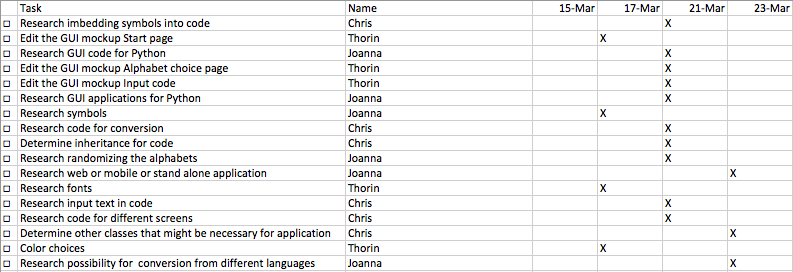 Task Name 15-Mar 17-Mar 21-Mar 23-Mar
Research imbedding symbols into code Chris X
Edit the GUI mockup Start page Thorin X
Research GUI code for Python Joanna X
Edit the GUI mockup Alphabet choice page Thorin X
Edit the GUI mockup Input code Thorin X
Research GUI applications for Python Joanna X
Research symbols Joanna X
Research code for conversion Chris X
Determine inheritance for code Chris X
Research randomizing the alphabets Joanna X
Research web or mobile or stand alone application Joanna X
Research fonts Thorin X
Research input text in code Chris X
Research code for different screens Chris X
Determine other classes that might be necessary for application Chris X
Color choices Thorin X
Research possibility for conversion from different languages Joanna X